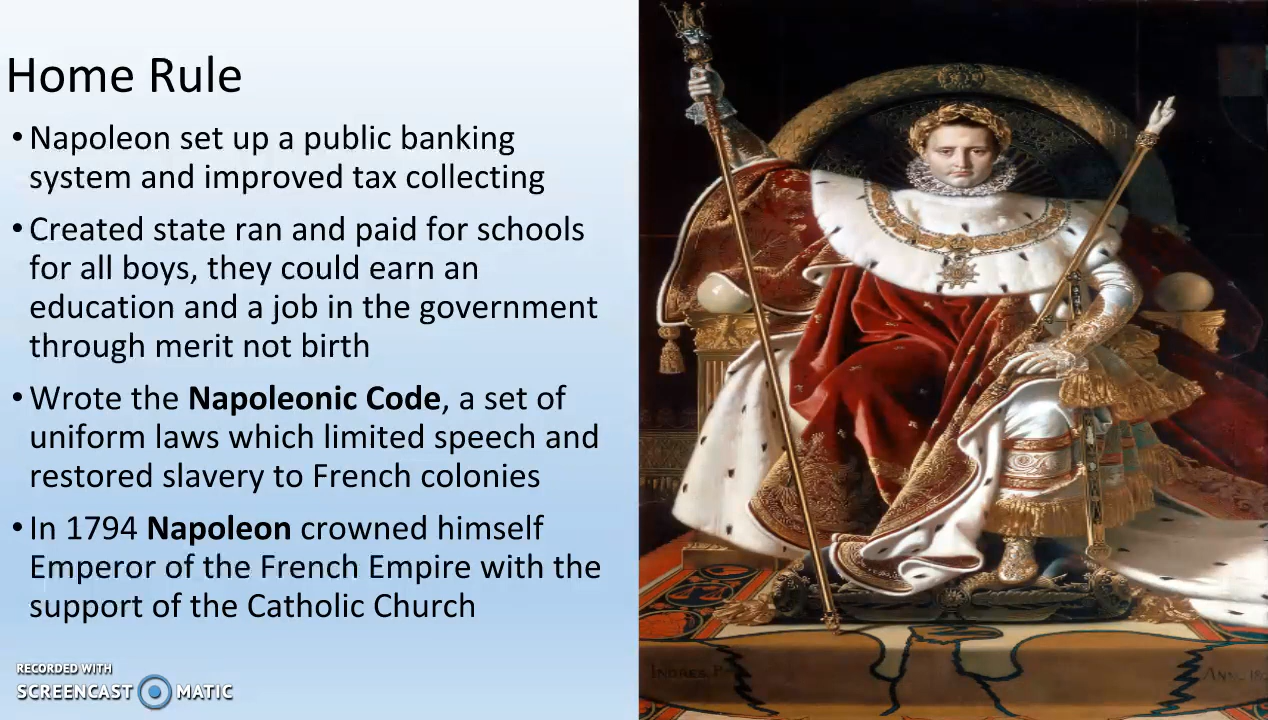 Home Rule
• Napoleon set up a public banking
system and improved tax collecting
• Created state ran and paid for schools
for all boys, they could earn an
education and a job in the government
through merit not birth
• Wrote the Napoleonic Code, a set of
uniform laws which limited speech and
restored slavery to French colonies
• In 1794 Napoleon crowned himself
Emperor of the French Empire with the
support of the Catholic Church
RECORDED WITH
SCREENCAST MATIC
INGRES P